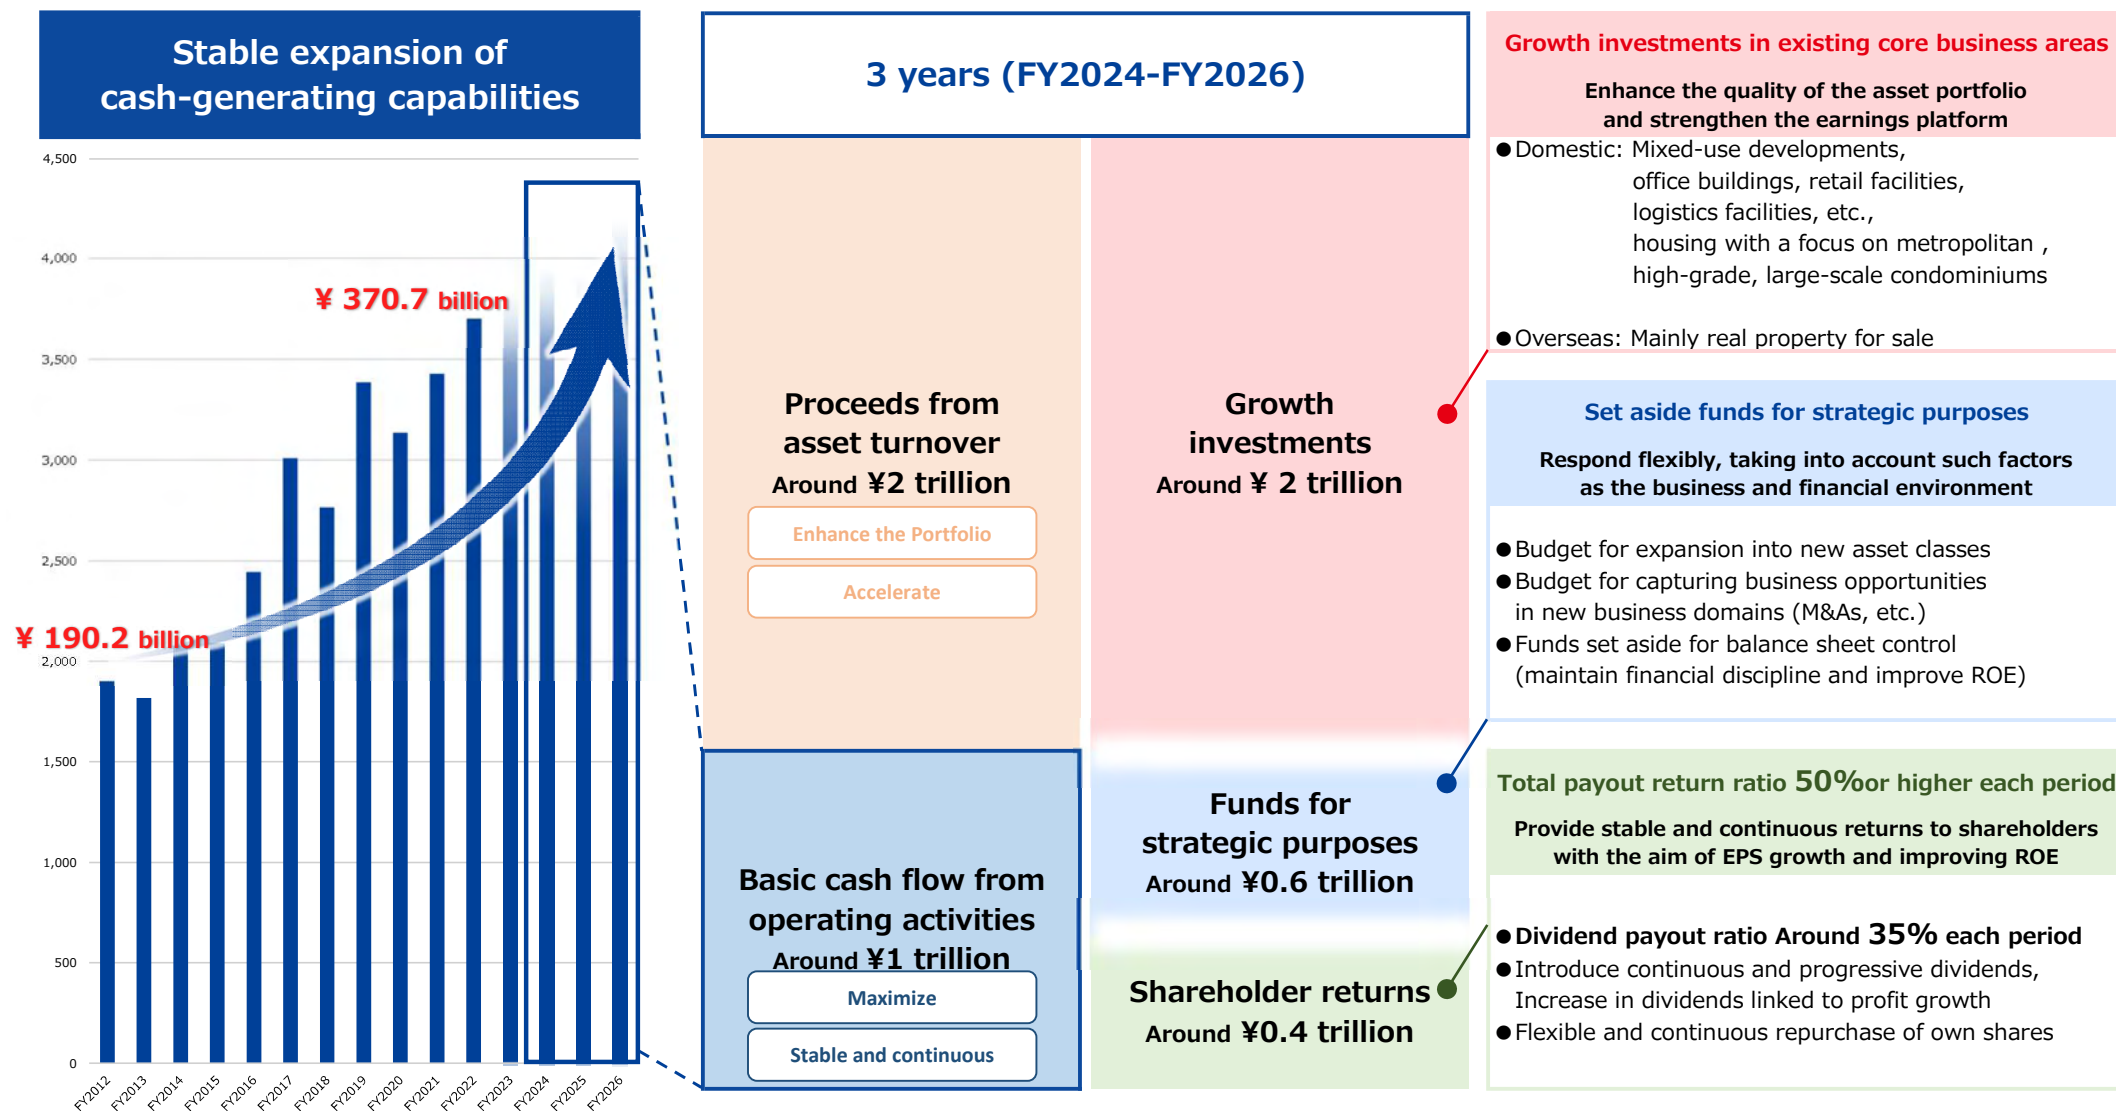 Stable expansion of
cash-generating capabilities
4,500
4,000
3,500
3,000
2,500
2,000
1,500
1,000
500
0
¥ 370.7 billion
¥ 190.2 billion
FY2012
FY2013
FY2014
FY2015
FY2016
FY2017
FY2018
FY2019
FY2020
FY2021
FY2022
FY2023
FY2024
FY2025
FY2026
3 years (FY2024-FY2026)
Proceeds from
asset turnover
Around ¥2 trillion
Enhance the Portfolio
Accelerate
Basic cash flow from
operating activities
Around ¥1 trillion
Maximize
Stable and continuous
Growth
investments
Around ¥ 2 trillion
Funds for
strategic purposes
Around ¥0.6 trillion
Shareholder returns
Around ¥0.4 trillion
Growth investments in existing core business areas
Enhance the quality of the asset portfolio
and strengthen the earnings platform
●Domestic: Mixed-use developments,
office buildings, retail facilities,
logistics facilities, etc.,
housing with a focus on metropolitan ,
high-grade, large-scale condominiums
●Overseas: Mainly real property for sale
Set aside funds for strategic purposes
Respond flexibly, taking into account such factors
as the business and financial environment
●Budget for expansion into new asset classes
●Budget for capturing business opportunities
in new business domains (M&As, etc.)
●Funds set aside for balance sheet control
(maintain financial discipline and improve ROE)
Total payout return ratio 50%or higher each period
Provide stable and continuous returns to shareholders
with the aim of EPS growth and improving ROE
●Dividend payout ratio Around 35% each period
●Introduce continuous and progressive dividends,
Increase in dividends linked to profit growth
●Flexible and continuous repurchase of own shares